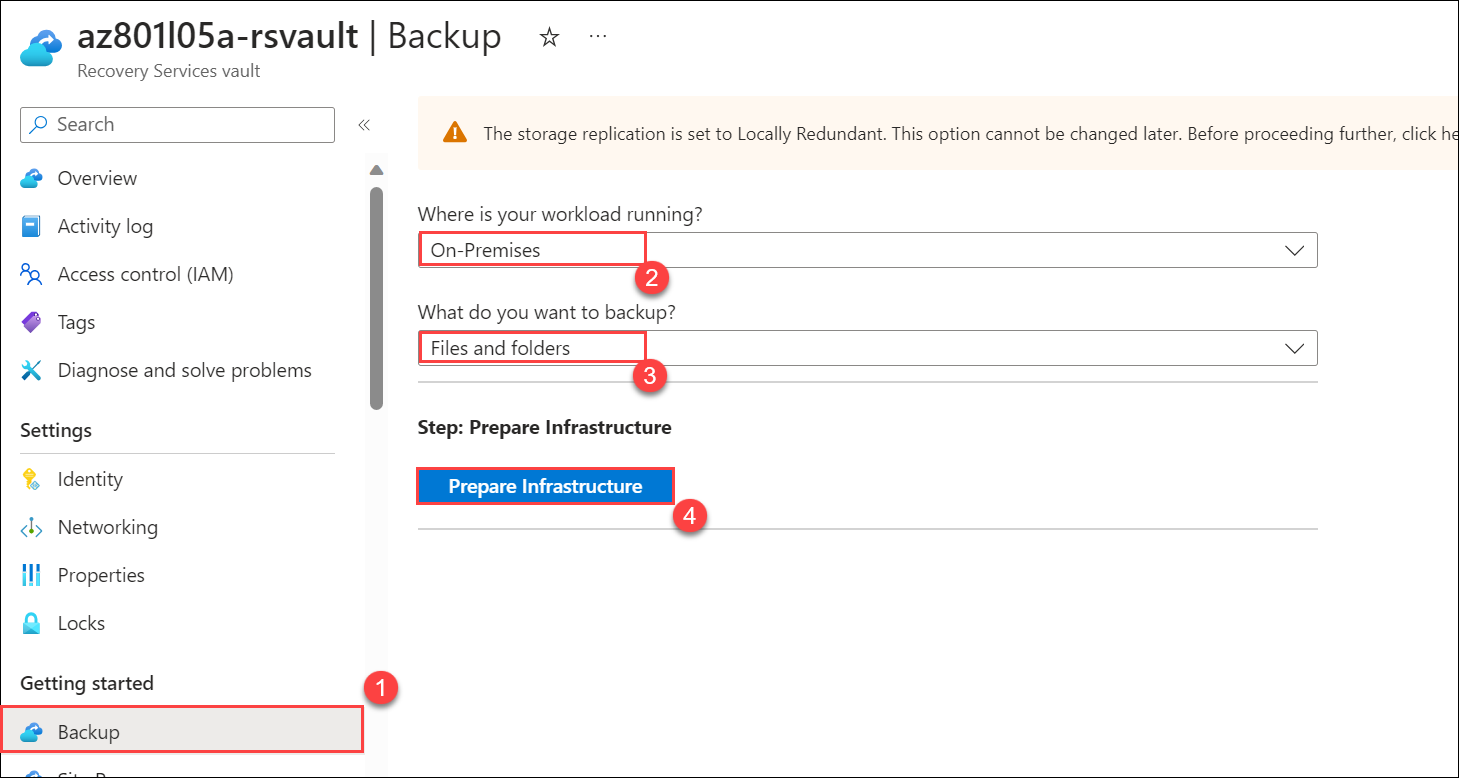 az801l05a-rsvault | Backup ...
Recovery Services vault
Search
Overview
Activity log
Access control (IAM)
Tags
Diagnose and solve problems
Settings
Identity
Networking
Properties
Locks
Getting started
Backup
1
The storage replication is set to Locally Redundant. This option cannot be changed later. Before proceeding further, click
Where is your workload running?
On-Premises
2
What do you want to backup?
Files and folders
3
Step: Prepare Infrastructure
Prepare Infrastructure
4